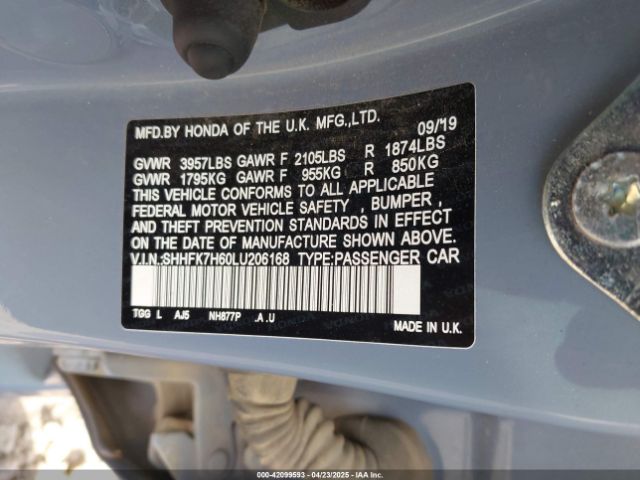 MFD.BY HONDA OF THE U.K. MFG.,LTD. 09/19
GVWR 3957LBS GAWR F 2105LBS R 1874LBS
GVWR 1795KG GAWR F 955KG R 850KG
THIS VEHICLE CONFORMS TO ALL APPLICABLE
FEDERAL MOTOR VEHICLE SAFETY , BUMPER ,
AND THEFT PREVENTION STANDARDS IN EFFECT
ON THE DATE OF MANUFACTURE SHOWN ABOVE.
V.I.N.:SHHFK7H60LU206168 TYPE:PASSENGER CAR
TGG L AJ5 NH877P .A .U
MADE IN U.K.
000-42099593 - 04/23/2025 - IAAI, Inc.